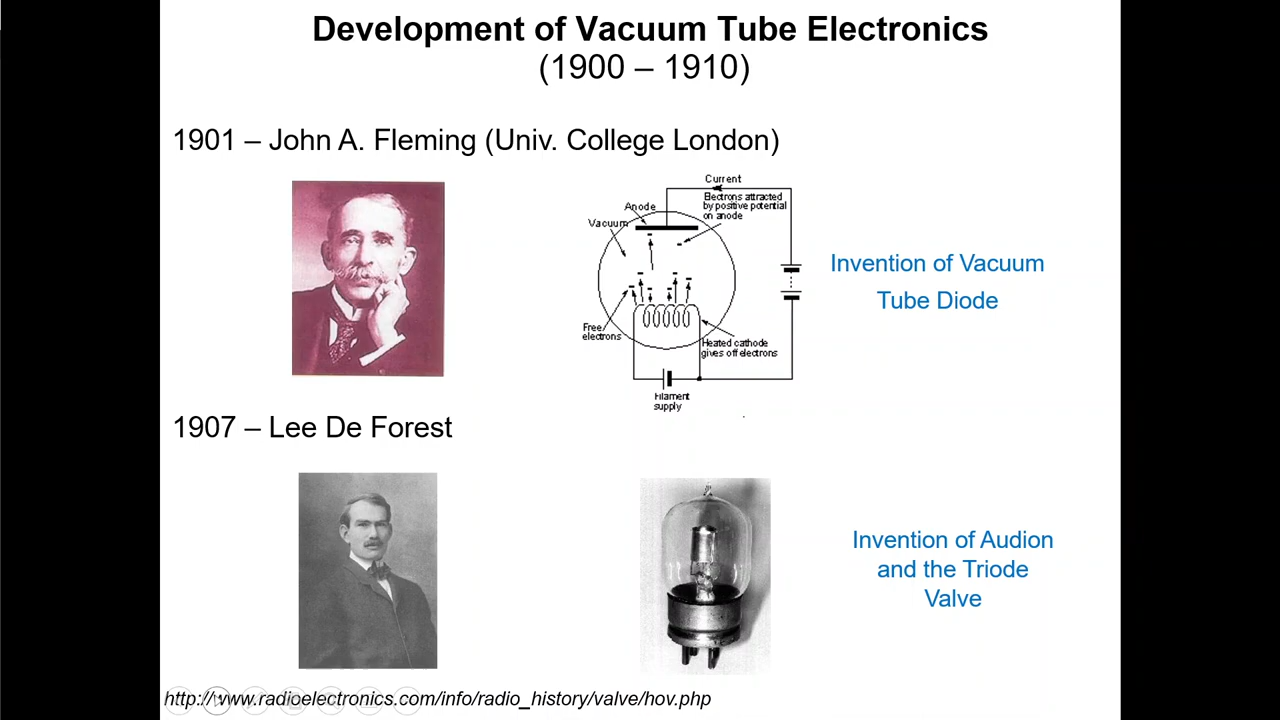 Development of Vacuum Tube Electronics
(1900 – 1910)
1901 – John A. Fleming (Univ. College London)
Current
Electrons attracted
by positive potential
on anode
Anode
Vacuum
Free
electrons
Heated cathode
gives off electrons
Filament
supply
Invention of Vacuum
Tube Diode
1907 – Lee De Forest
Invention of Audion
and the Triode
Valve
http://www.radioelectronics.com/info/radio_history/valve/hov.php